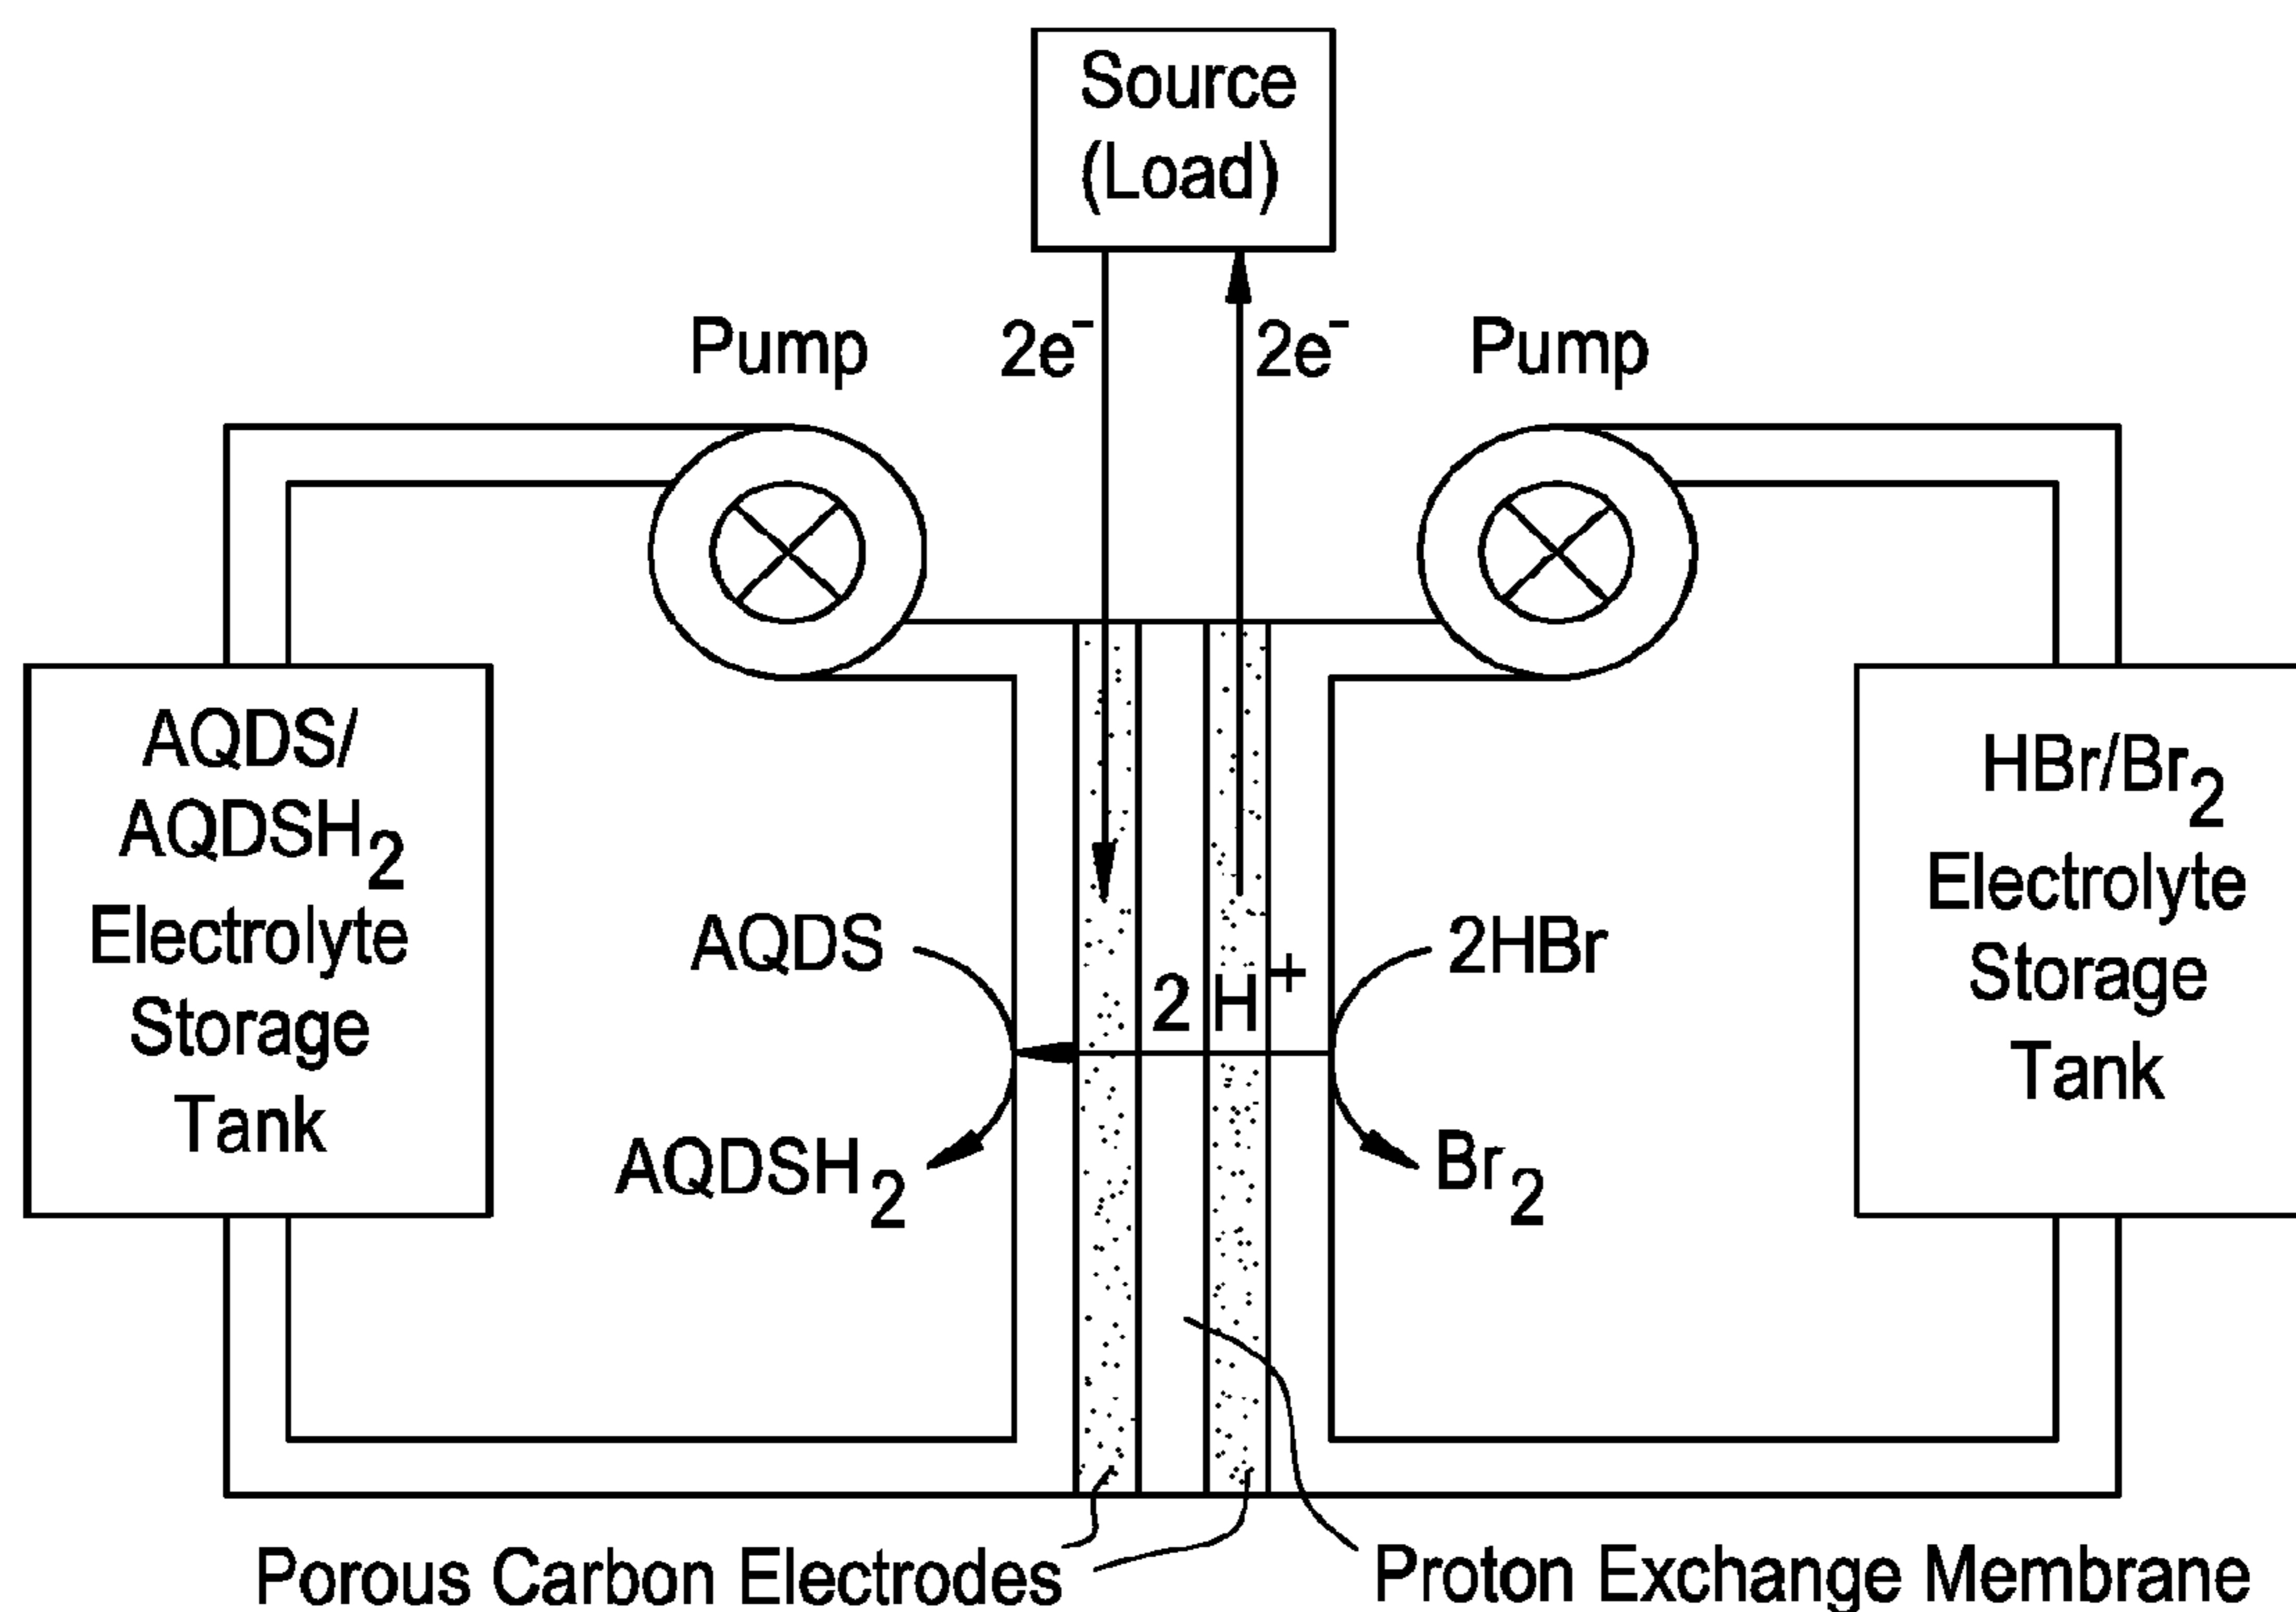 Source
(Load)
Pump
2e⁻
2e⁻
Pump
AQDS/
AQDSH₂
Electrolyte
Storage
Tank
HBr/Br₂
Electrolyte
Storage
Tank
AQDS
2H⁺
2HBr
AQDSH₂
Br₂
Porous Carbon Electrodes
Proton Exchange Membrane